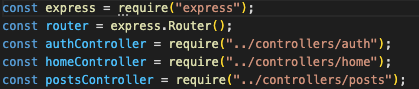 const express = require("express");
const router = express.Router();
const authController = require("../controllers/auth");
const homeController = require("../controllers/home");
const postsController = require("../controllers/posts");